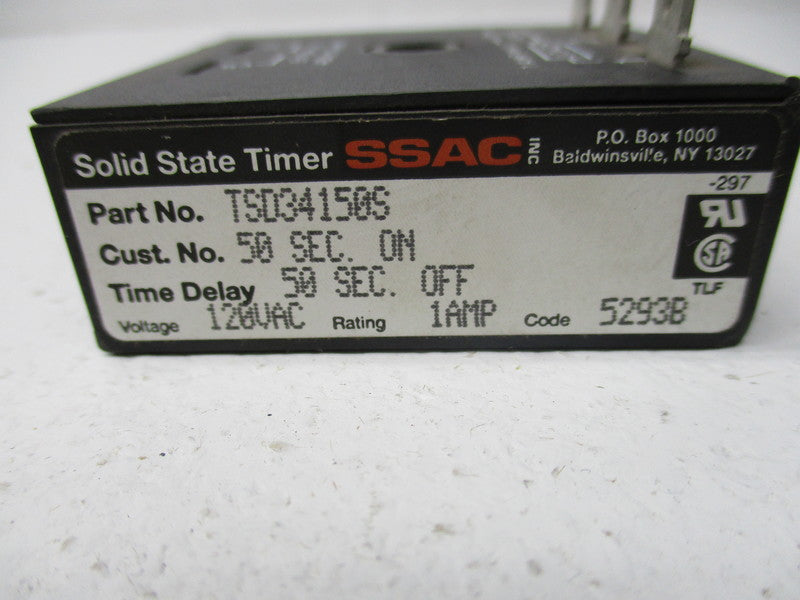 Solid State Timer SSAC INC
P.O. Box 1000
Baldwinsville, NY 13027
-297
Part No. TSD34150S
Cust. No. 50 SEC. ON
Time Delay 50 SEC. OFF
TLF
Voltage 120VAC Rating 1AMP Code 5293B